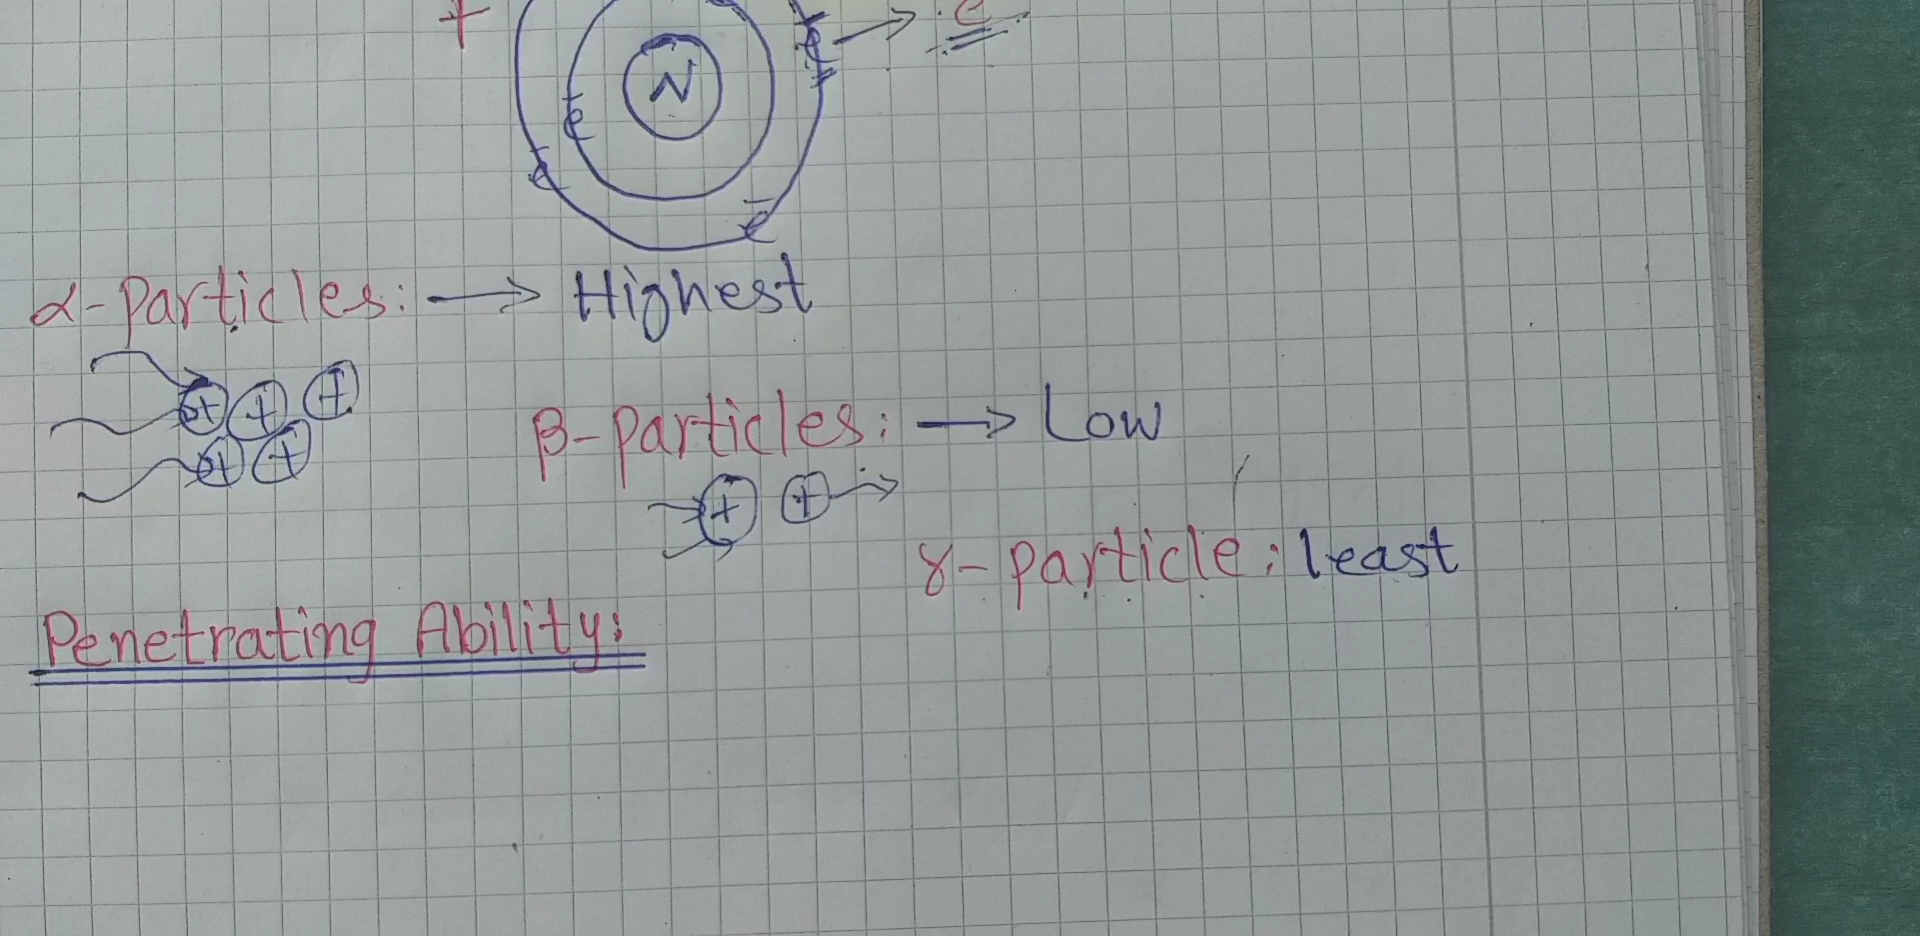 +
e
N
e
e
e
e
α-Particles: → Highest
+ + +
+ +
β-Particles: → Low
+ + →
γ-Particle: least
Penetrating Ability: